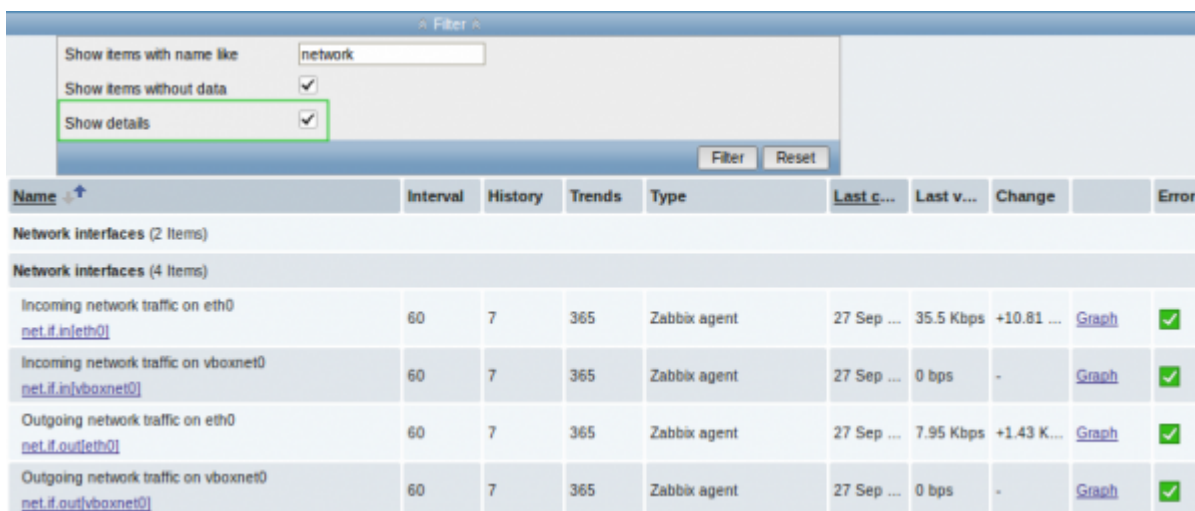 Filter
Show items with name like network
Show items without data
Show details
Filter Reset
Name Interval History Trends Type Last c... Last v... Change Error
Network interfaces (2 Items)
Network interfaces (4 Items)
Incoming network traffic on eth0
net.if.in[eth0]
60 7 365 Zabbix agent 27 Sep ... 35.5 Kbps +10.81 ... Graph
Incoming network traffic on vboxnet0
net.if.in[vboxnet0]
60 7 365 Zabbix agent 27 Sep ... 0 bps - Graph
Outgoing network traffic on eth0
net.if.out[eth0]
60 7 365 Zabbix agent 27 Sep ... 7.95 Kbps +1.43 K... Graph
Outgoing network traffic on vboxnet0
net.if.out[vboxnet0]
60 7 365 Zabbix agent 27 Sep ... 0 bps - Graph